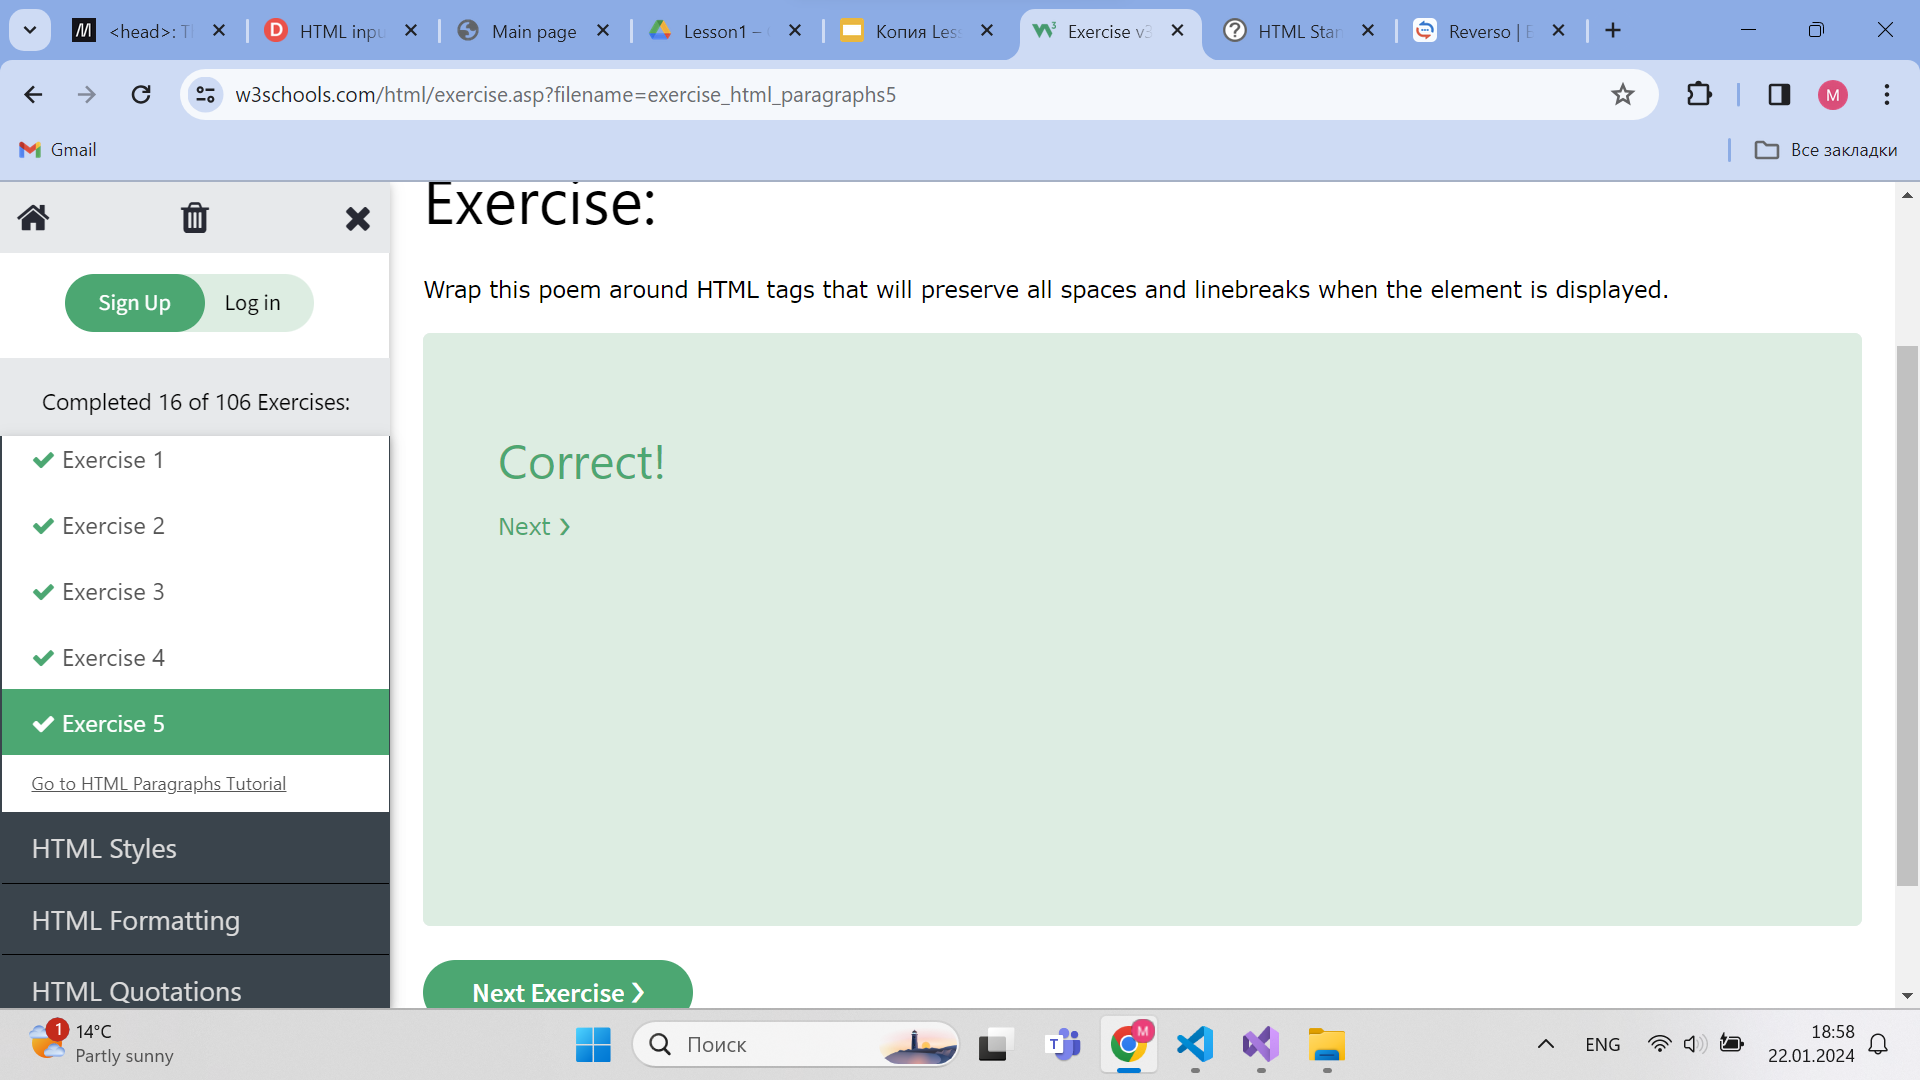 <head>: T
HTML inpu
Main page
Lesson1 –
Копия Less
Exercise v3
HTML Star
Reverso | E
w3schools.com/html/exercise.asp?filename=exercise_html_paragraphs5
M
Gmail
Все закладки
Sign Up
Log in
Completed 16 of 106 Exercises:
Exercise 1
Exercise 2
Exercise 3
Exercise 4
Exercise 5
Go to HTML Paragraphs Tutorial
HTML Styles
HTML Formatting
HTML Quotations
Exercise:
Wrap this poem around HTML tags that will preserve all spaces and linebreaks when the element is displayed.
Correct!
Next ❯
Next Exercise ❯
1
14°C
Partly sunny
Поиск
M
ENG
18:58
22.01.2024